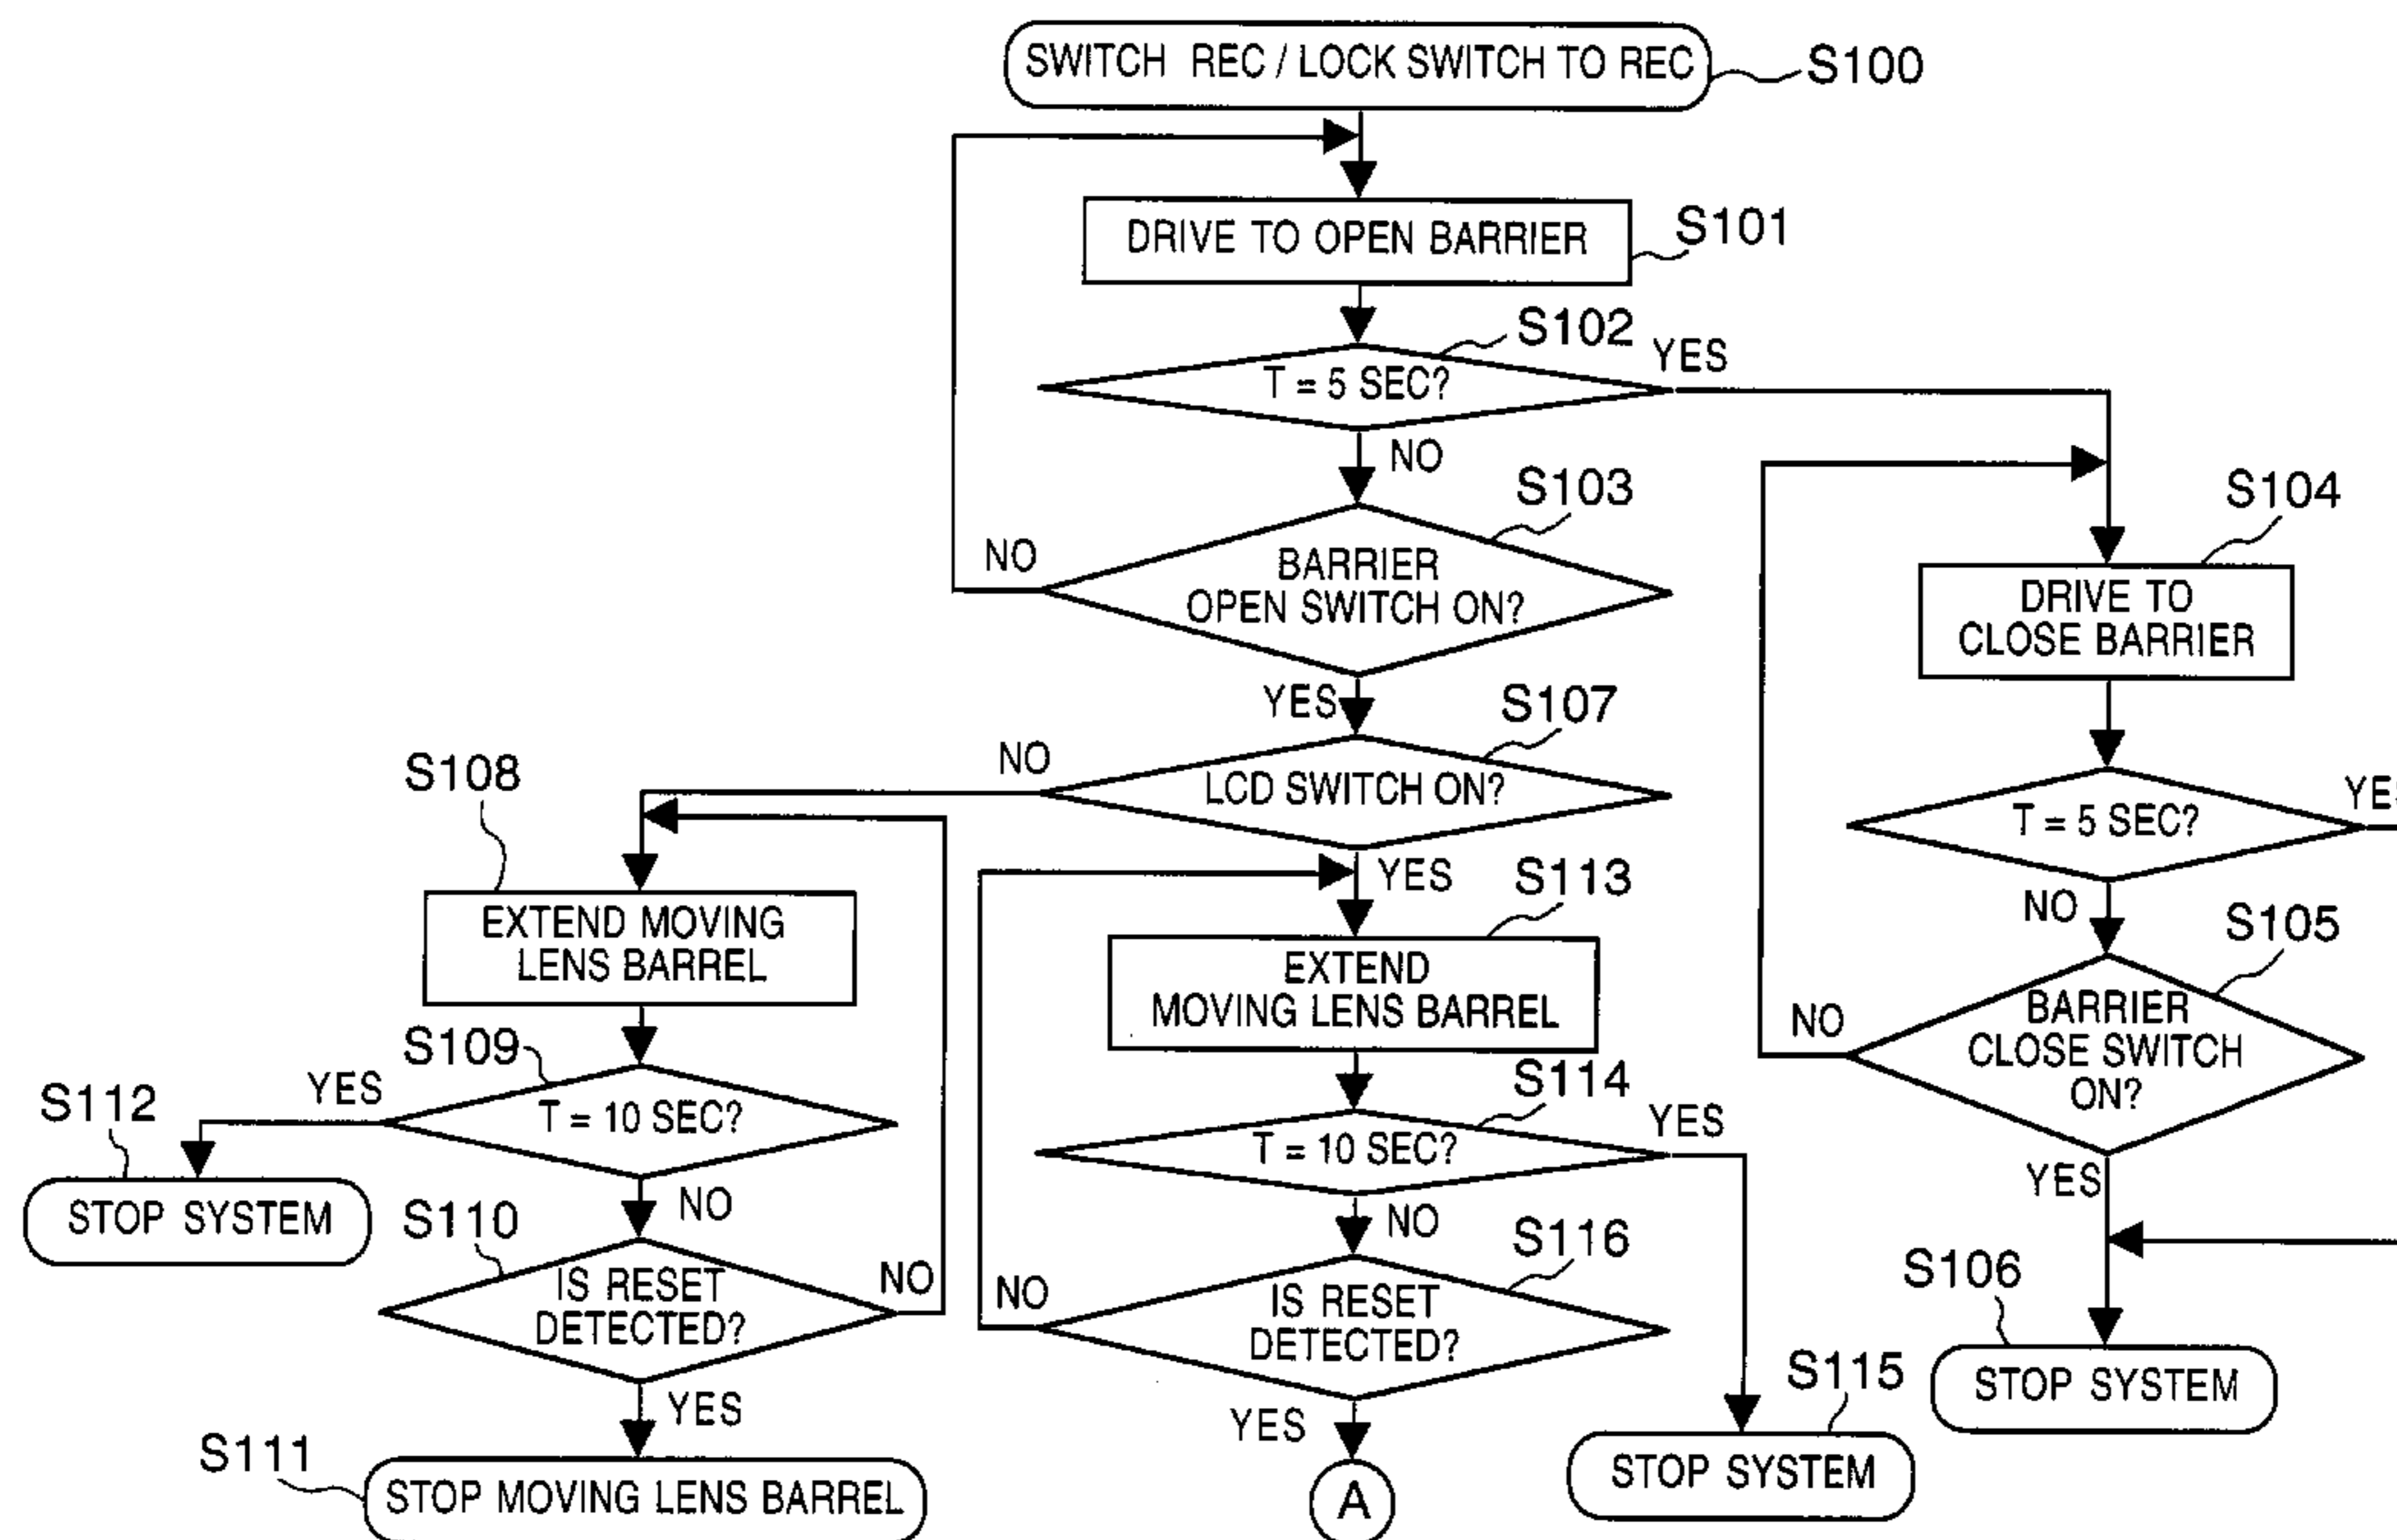 SWITCH REC / LOCK SWITCH TO REC
S100
DRIVE TO OPEN BARRIER
S101
S102
T = 5 SEC?
YES
NO
S103
BARRIER
OPEN SWITCH ON?
NO
YES
S104
DRIVE TO
CLOSE BARRIER
T = 5 SEC?
YES
NO
S105
BARRIER
CLOSE SWITCH
ON?
NO
YES
S106
STOP SYSTEM
S107
LCD SWITCH ON?
NO
YES
S108
EXTEND MOVING
LENS BARREL
S109
T = 10 SEC?
YES
S112
STOP SYSTEM
NO
S110
IS RESET
DETECTED?
NO
YES
S111
STOP MOVING LENS BARREL
S113
EXTEND
MOVING LENS BARREL
S114
T = 10 SEC?
YES
NO
S116
IS RESET
DETECTED?
NO
YES
A
S115
STOP SYSTEM